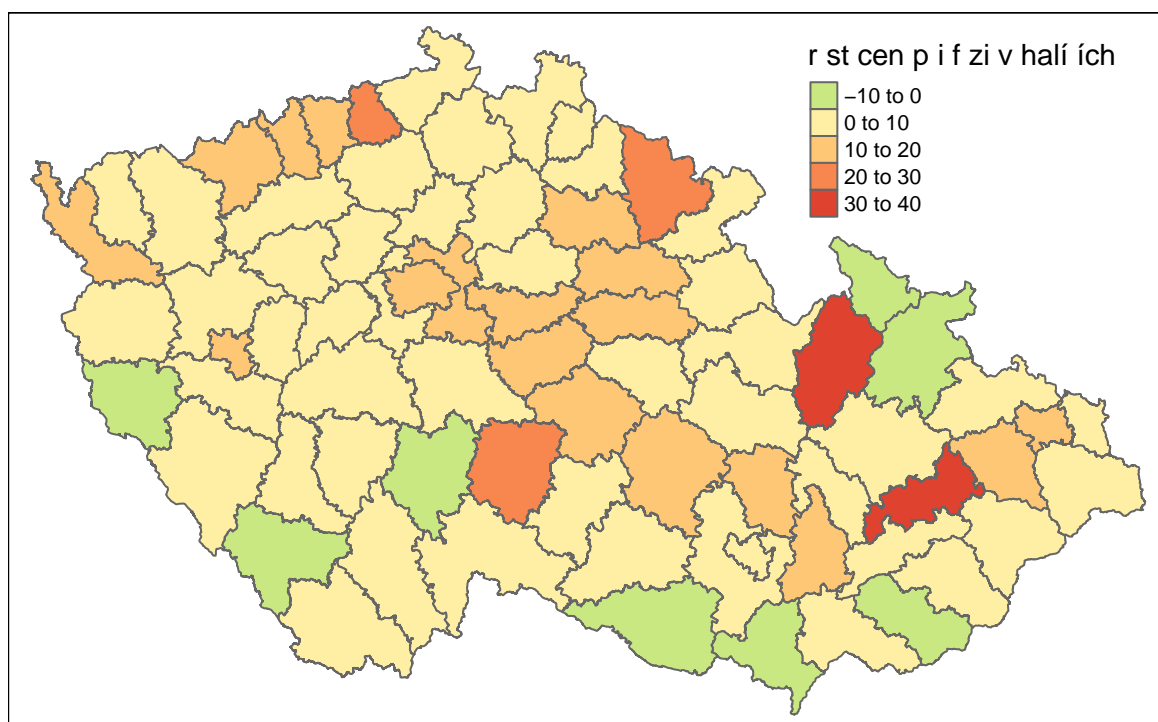 r st cen p i f zi v halí ích
−10 to 0
0 to 10
10 to 20
20 to 30
30 to 40